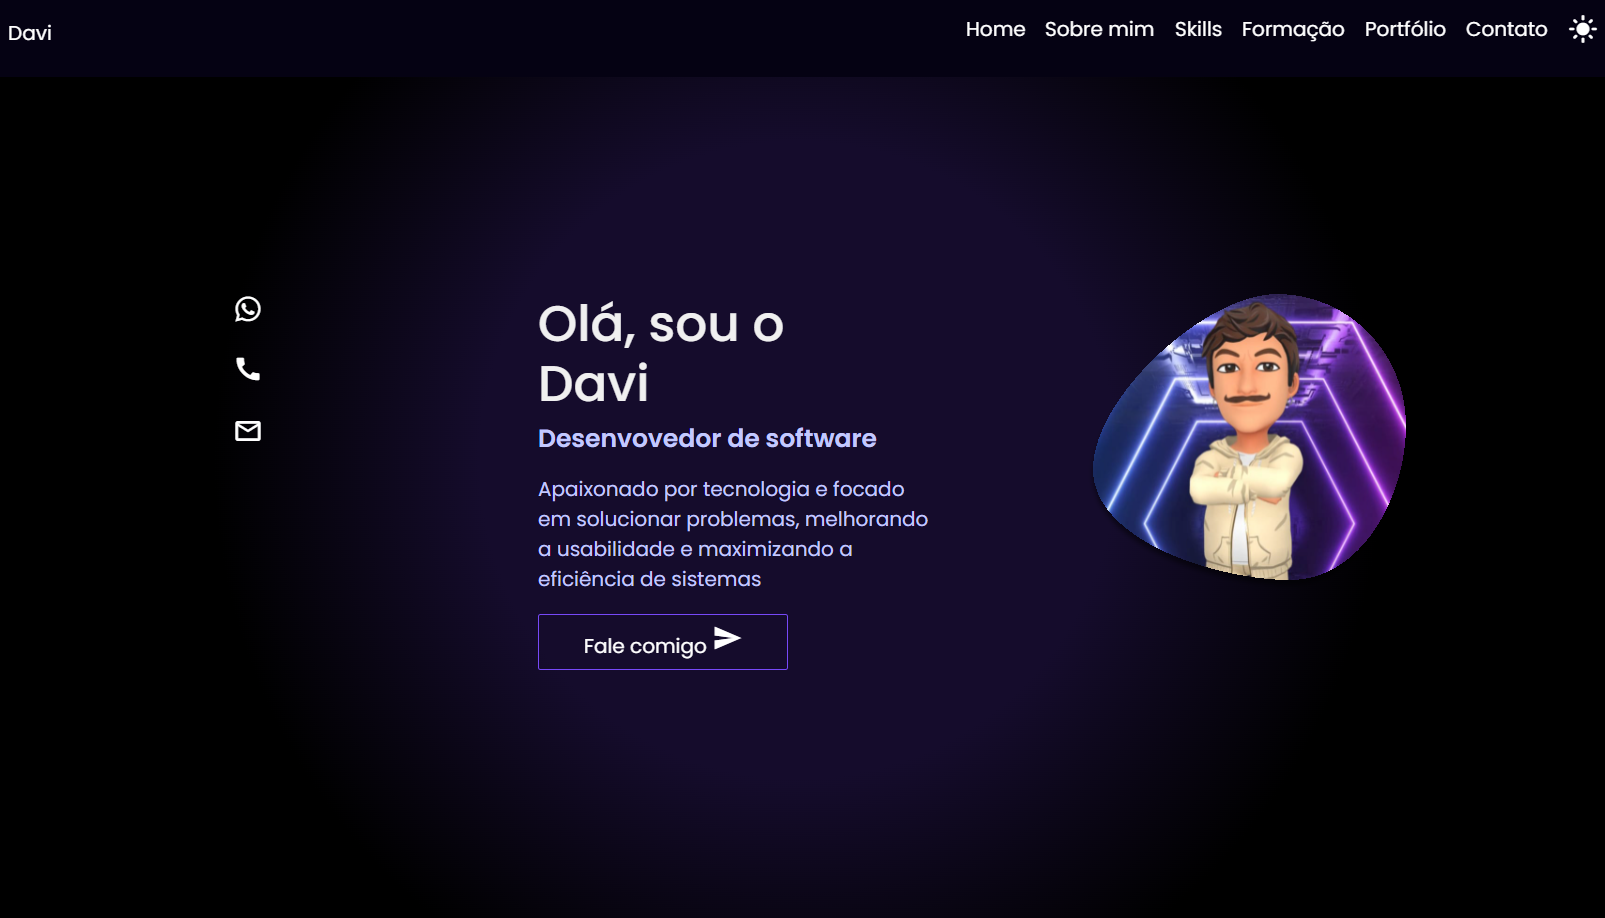 Davi
Home Sobre mim Skills Formação Portfólio Contato
Olá, sou o
Davi
Desenvovedor de software
Apaixonado por tecnologia e focado
em solucionar problemas, melhorando
a usabilidade e maximizando a
eficiência de sistemas
Fale comigo